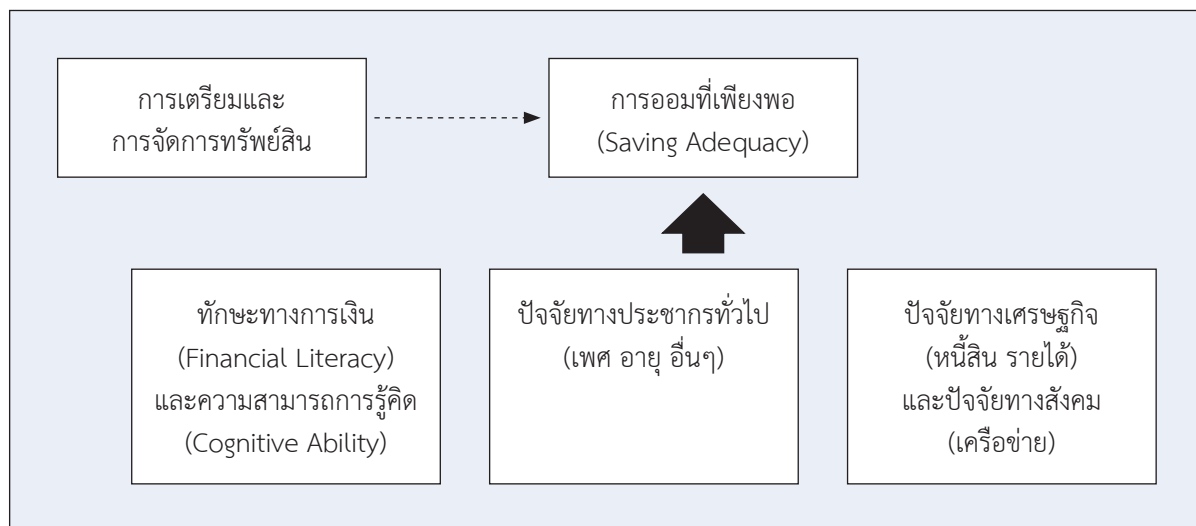 การเตรียมและ
การจัดการทรัพย์สิน
การออมที่เพียงพอ
(Saving Adequacy)
ทักษะทางการเงิน
(Financial Literacy)
และความสามารถการรู้คิด
(Cognitive Ability)
ปัจจัยทางประชากรทั่วไป
(เพศ อายุ อื่นๆ)
ปัจจัยทางเศรษฐกิจ
(หนี้สิน รายได้)
และปัจจัยทางสังคม
(เครือข่าย)